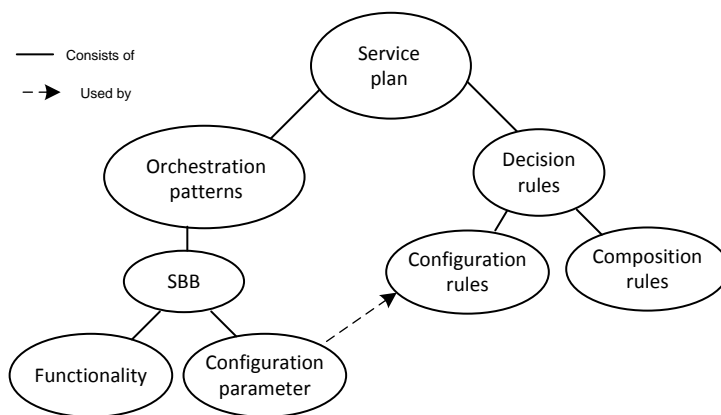 Consists of
Used by
Service
plan
Orchestration
patterns
Decision
rules
SBB
Configuration
rules
Composition
rules
Functionality
Configuration
parameter